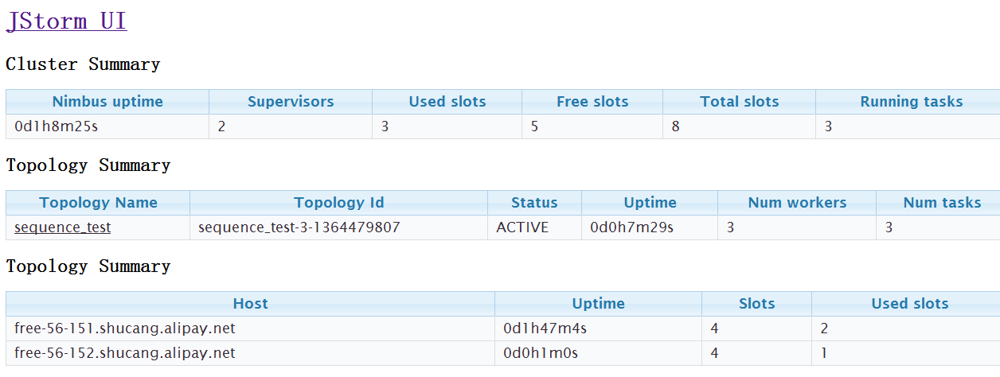 JStorm UI
Cluster Summary
Nimbus uptime Supervisors Used slots Free slots Total slots Running tasks
0d1h8m25s 2 3 5 8 3
Topology Summary
Topology Name Topology Id Status Uptime Num workers Num tasks
sequence_test sequence_test-3-1364479807 ACTIVE 0d0h7m29s 3 3
Topology Summary
Host Uptime Slots Used slots
free-56-151.shucang.alipay.net 0d1h47m4s 4 2
free-56-152.shucang.alipay.net 0d0h1m0s 4 1